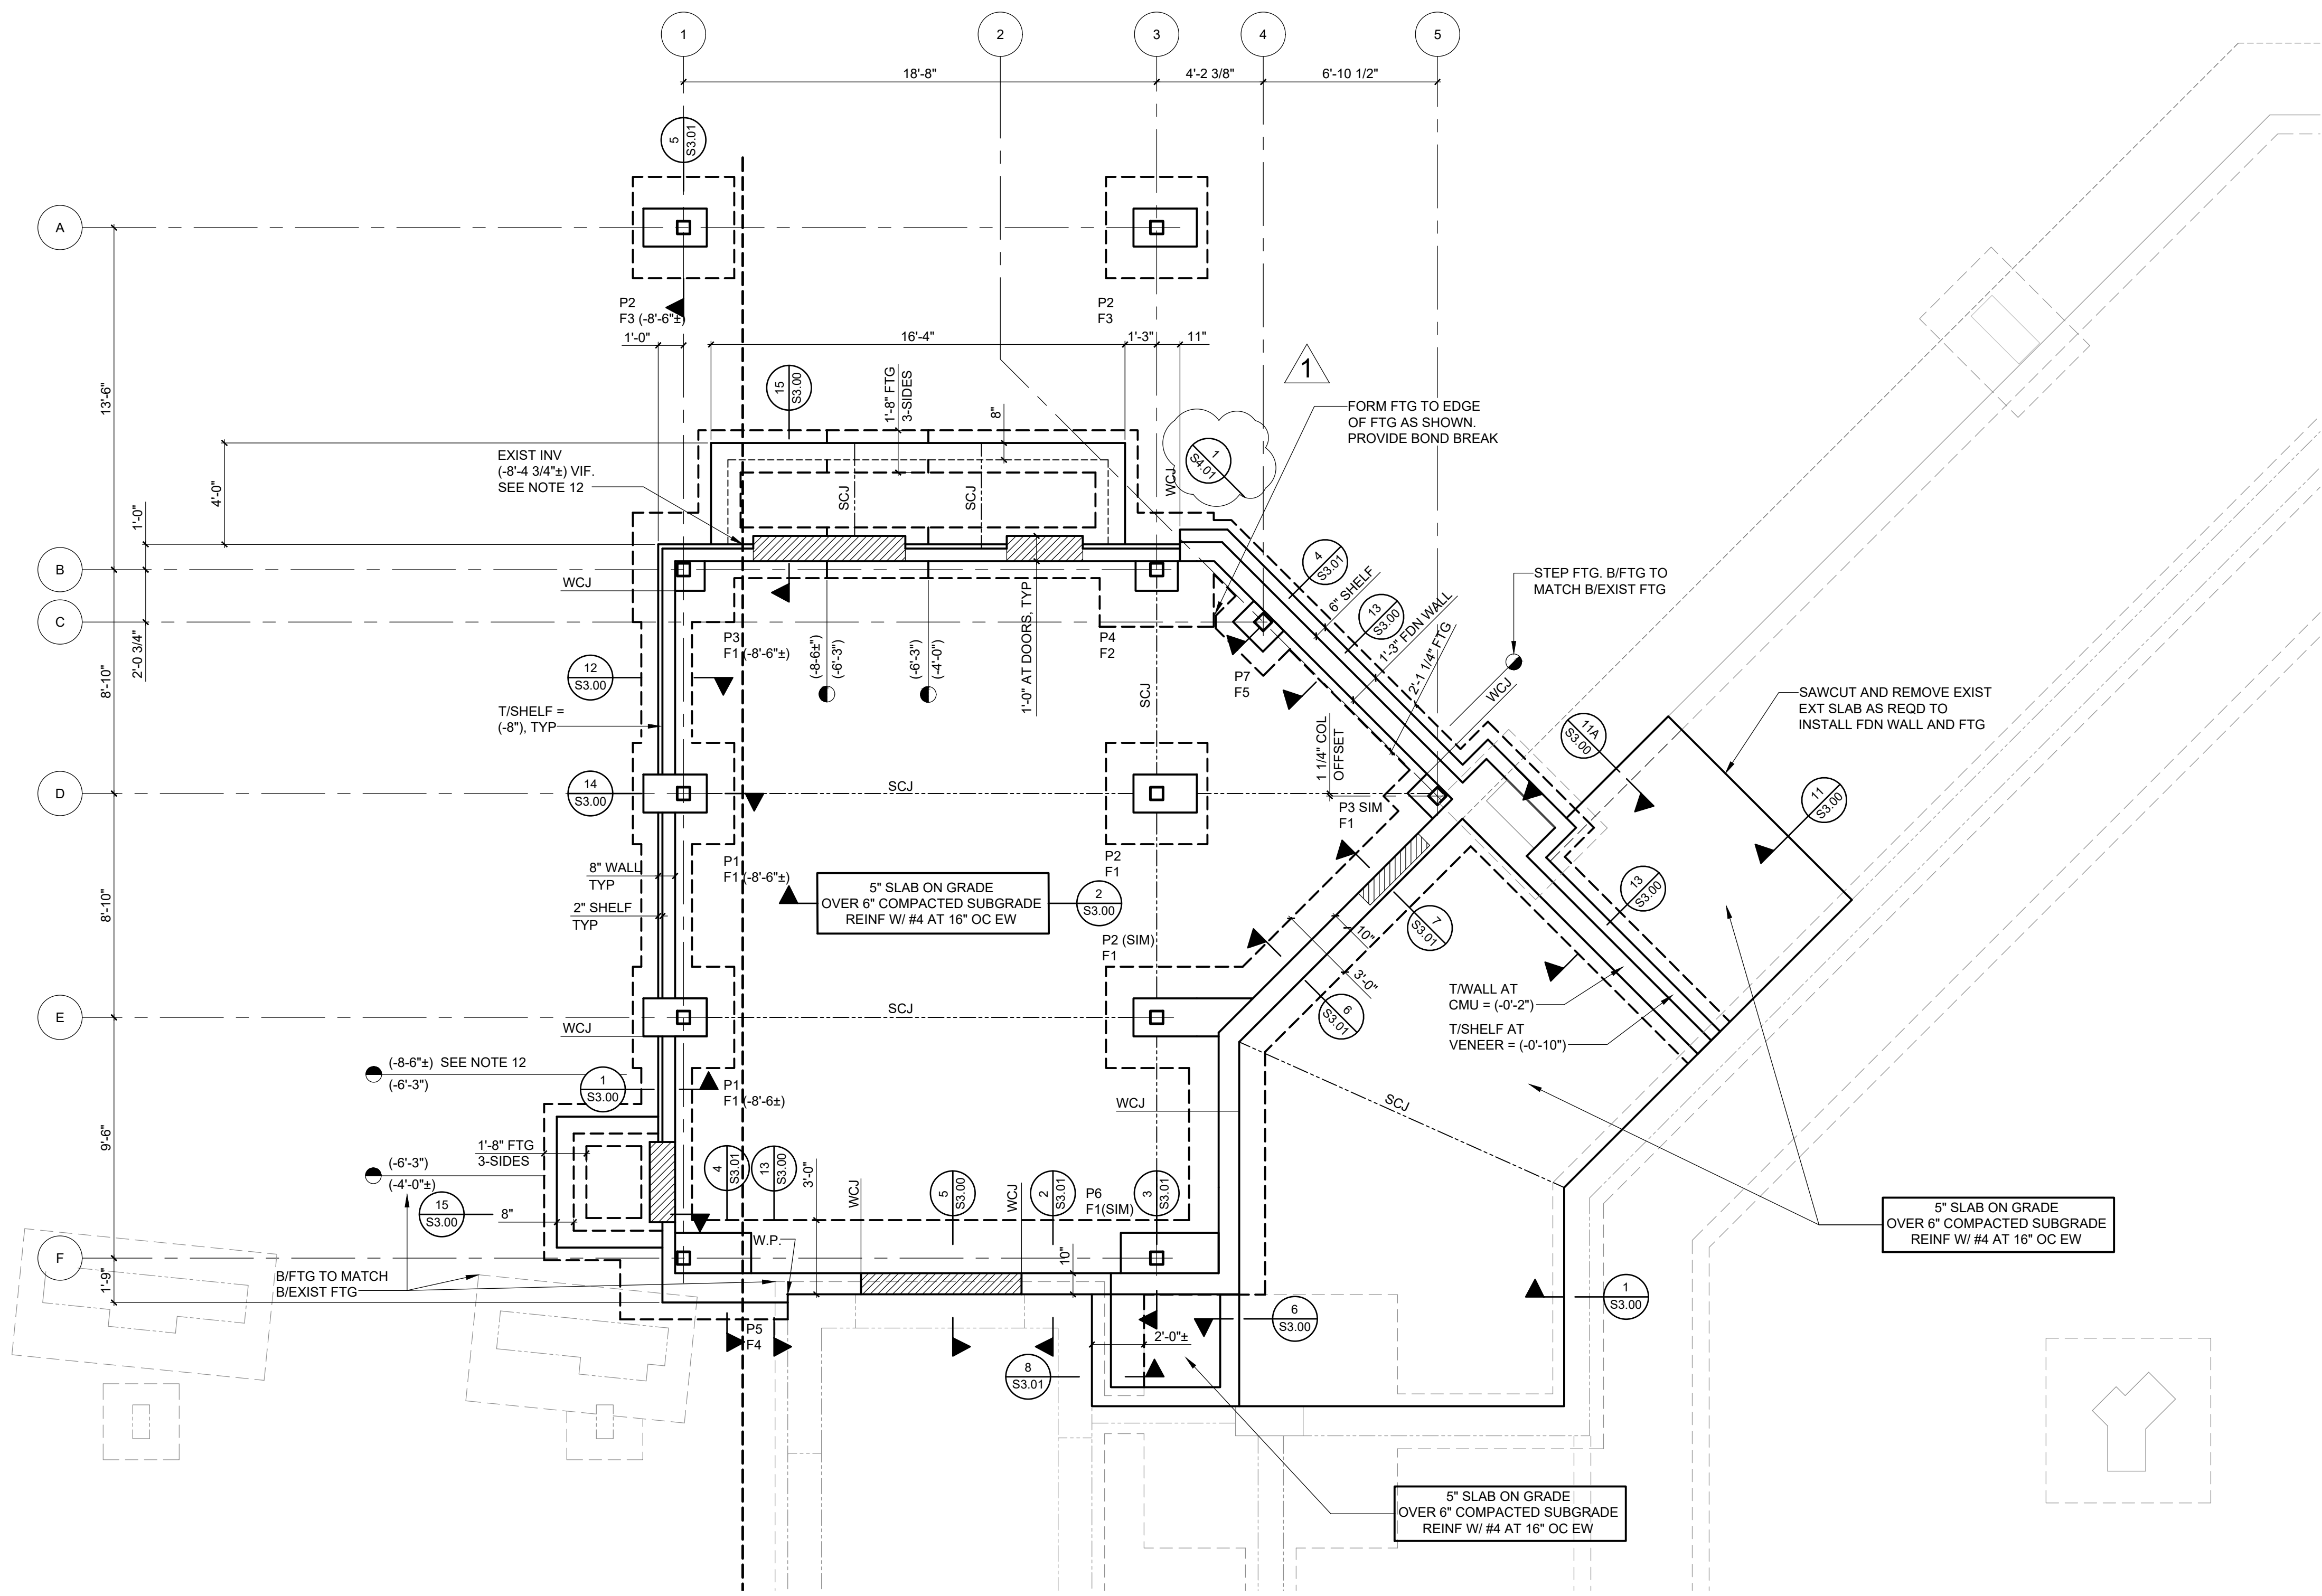 1
2
3
4
5
18'-8"
4'-2 3/8"
6'-10 1/2"
5
S3.01
A
P2
F3 (-8'-6"±)
P2
F3
1'-0"
16'-4"
1'-3"
11"
1
13'-6"
15
S3.00
1'-8" FTG
3-SIDES
8"
FORM FTG TO EDGE
OF FTG AS SHOWN.
PROVIDE BOND BREAK
EXIST INV
(-8'-4 3/4"±) VIF.
SEE NOTE 12
1
S4.01
WCJ
4'-0"
1'-0"
SCJ
SCJ
B
WCJ
4
S3.01
6" SHELF
STEP FTG. B/FTG TO
MATCH B/EXIST FTG
C
13
S3.00
1'-3" FDN WALL
2'-1 1/4" FTG
2'-0 3/4"
8'-10"
P3
F1 (-8'-6"±)
(-8-6±")
(-6'-3")
(-6'-3")
(-4'-0")
1'-0" AT DOORS, TYP
P4
F2
12
S3.00
P7
F5
SCJ
WCJ
SAWCUT AND REMOVE EXIST
EXT SLAB AS REQD TO
INSTALL FDN WALL AND FTG
T/SHELF =
(-8"), TYP
1 1/4" COL
OFFSET
11A
S3.00
D
14
S3.00
SCJ
P3 SIM
F1
11
S3.00
8" WALL
TYP
P1
F1 (-8'-6"±)
P2
F1
8'-10"
5" SLAB ON GRADE
OVER 6" COMPACTED SUBGRADE
REINF W/ #4 AT 16" OC EW
2
S3.00
13
S3.00
2" SHELF
TYP
7
S3.01
10"
P2 (SIM)
F1
3'-0"
T/WALL AT
CMU = (-0'-2")
T/SHELF AT
VENEER = (-0'-10")
E
SCJ
WCJ
6
S3.01
(-8-6"±) SEE NOTE 12
(-6'-3")
1
S3.00
P1
F1 (-8'-6±)
WCJ
SCJ
9'-6"
1'-8" FTG
3-SIDES
(-6'-3")
(-4'-0"±)
15
S3.00
8"
4
S3.01
13
S3.00
3'-0"
WCJ
5
S3.00
WCJ
2
S3.01
P6
F1(SIM)
3
S3.01
5" SLAB ON GRADE
OVER 6" COMPACTED SUBGRADE
REINF W/ #4 AT 16" OC EW
F
W.P.
10"
1'-9"
B/FTG TO MATCH
B/EXIST FTG
1
S3.00
P5
F4
6
S3.00
2'-0"±
8
S3.01
5" SLAB ON GRADE
OVER 6" COMPACTED SUBGRADE
REINF W/ #4 AT 16" OC EW